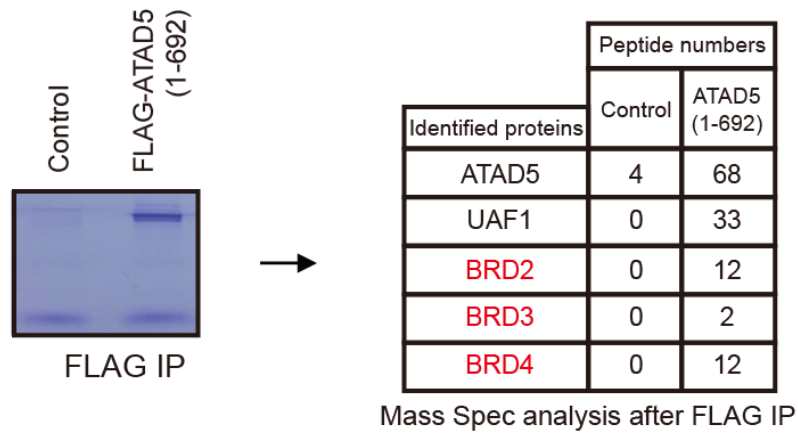 Control
FLAG-ATAD5
(1-692)
FLAG IP
Peptide numbers
Identified proteins
Control
ATAD5
(1-692)
ATAD5 4 68
UAF1 0 33
BRD2 0 12
BRD3 0 2
BRD4 0 12
Mass Spec analysis after FLAG IP